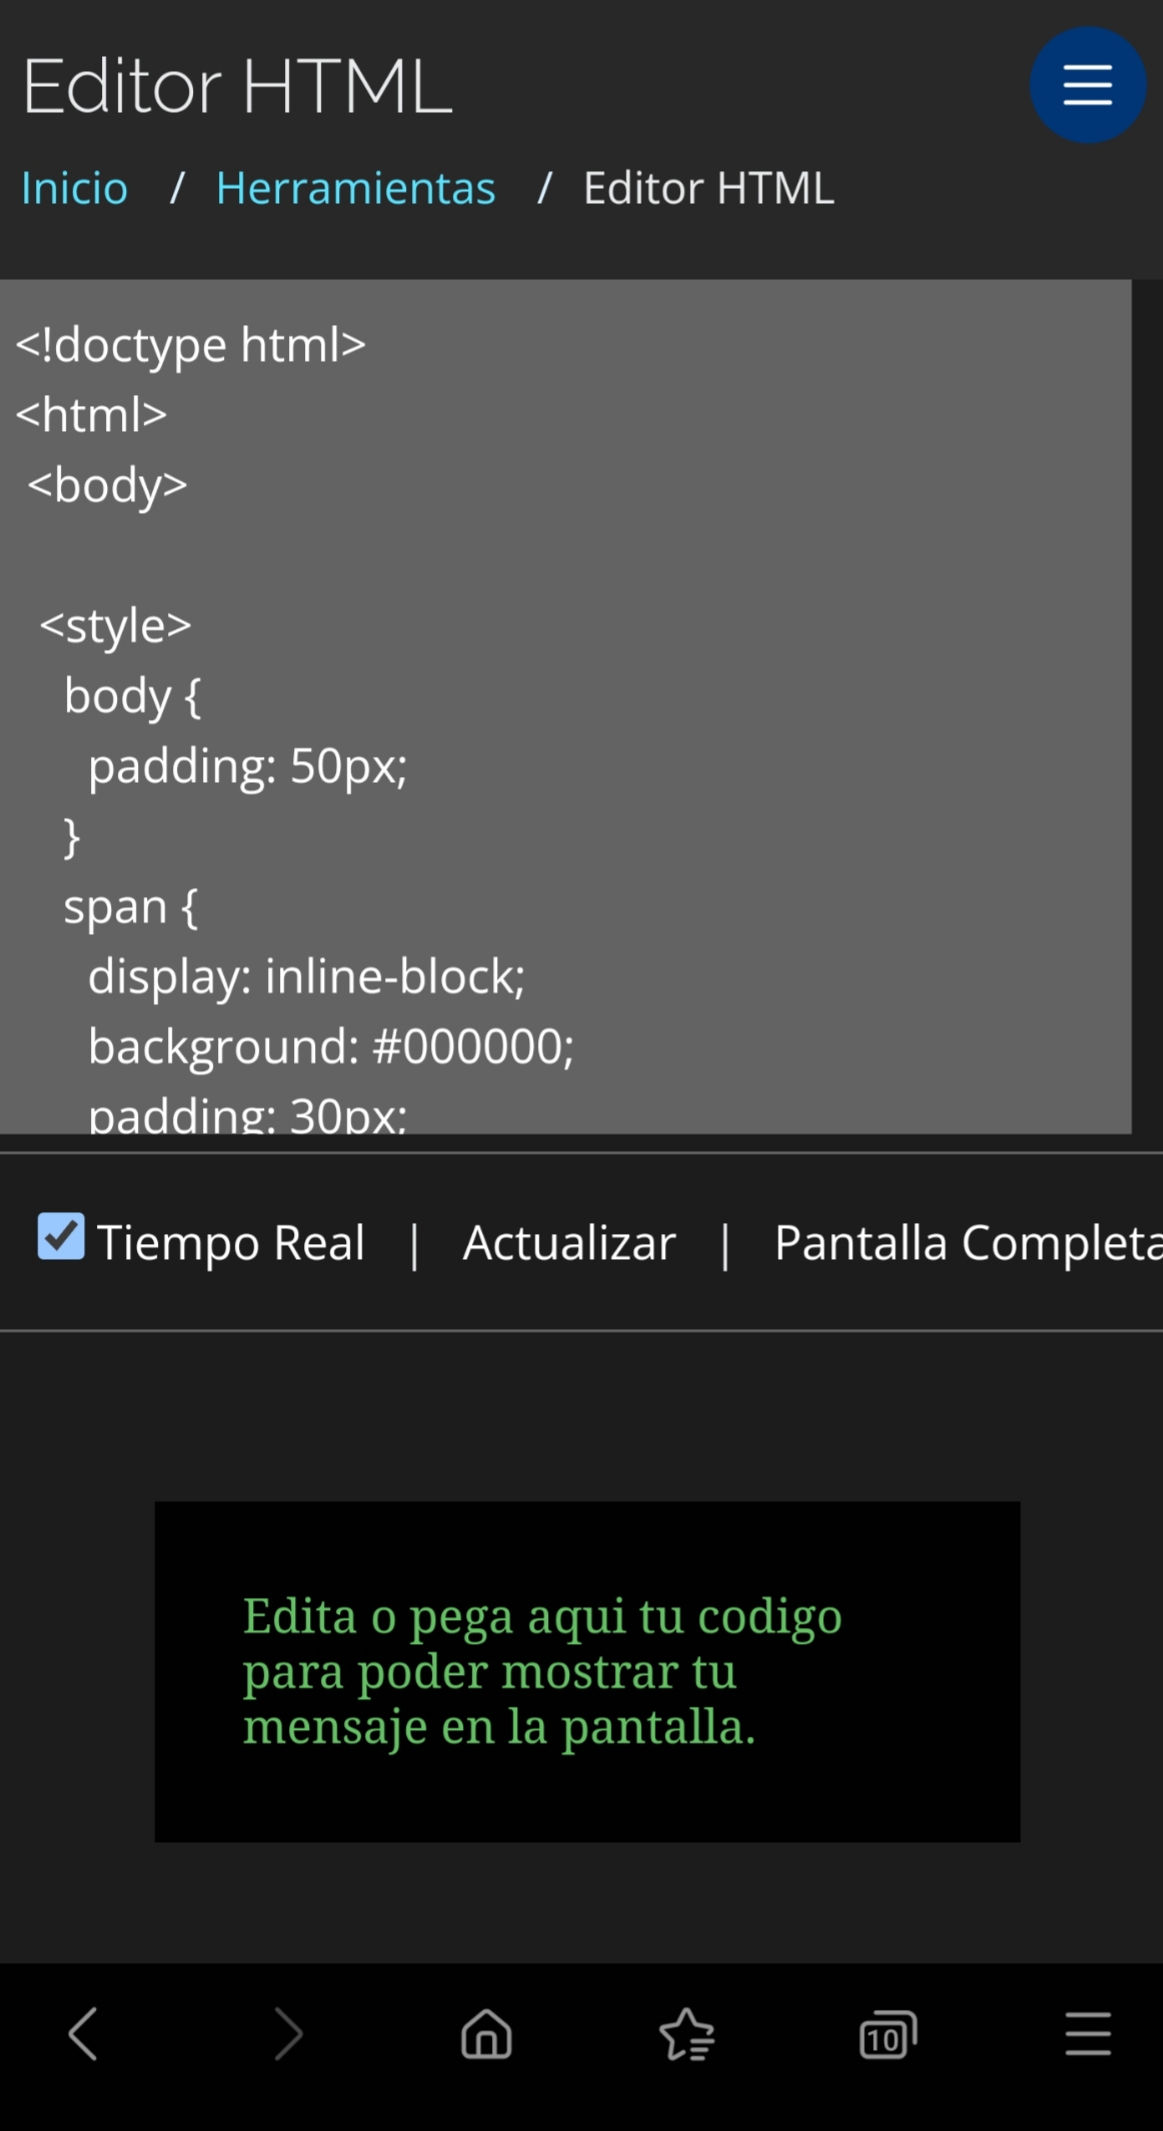 Editor HTML
Inicio / Herramientas / Editor HTML
<!doctype html>
<html>
<body>
<style>
body {
padding: 50px;
}
span {
display: inline-block;
background: #000000;
padding: 30px;
Tiempo Real | Actualizar | Pantalla Completa
Edita o pega aqui tu codigo
para poder mostrar tu
mensaje en la pantalla.
10